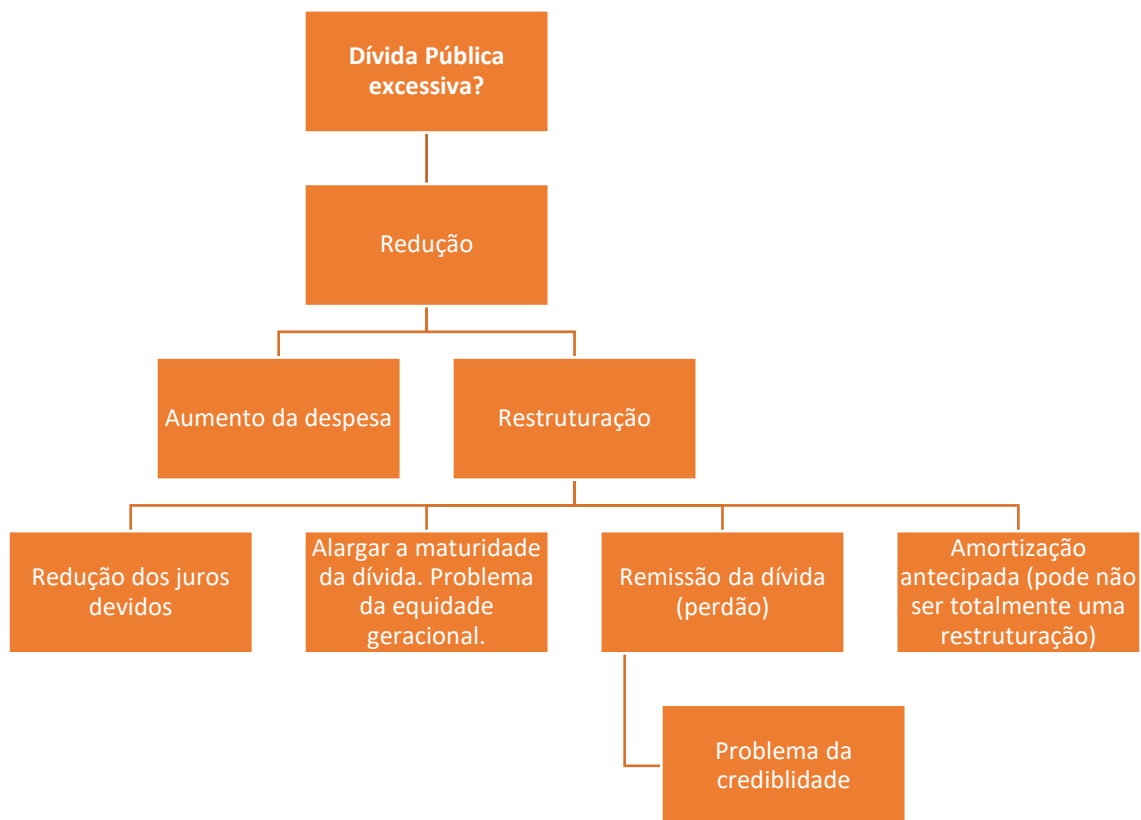 Dívida Pública
excessiva?
Redução
Aumento da despesa
Restruturação
Redução dos juros
devidos
Alargar a maturidade
da dívida. Problema
da equidade
geracional.
Remissão da dívida
(perdão)
Amortização
antecipada (pode não
ser totalmente uma
restruturação)
Problema da
crediblidade